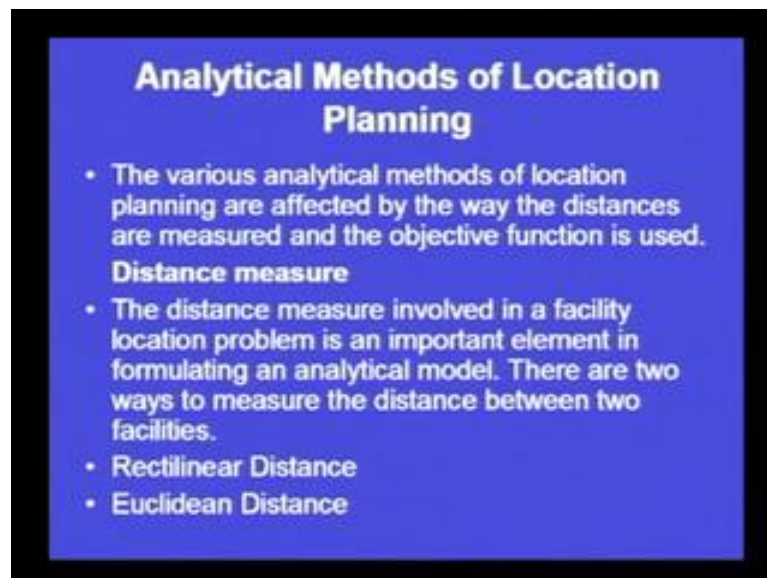 Analytical Methods of Location
Planning
• The various analytical methods of location
planning are affected by the way the distances
are measured and the objective function is used.
Distance measure
• The distance measure involved in a facility
location problem is an important element in
formulating an analytical model. There are two
ways to measure the distance between two
facilities.
• Rectilinear Distance
• Euclidean Distance